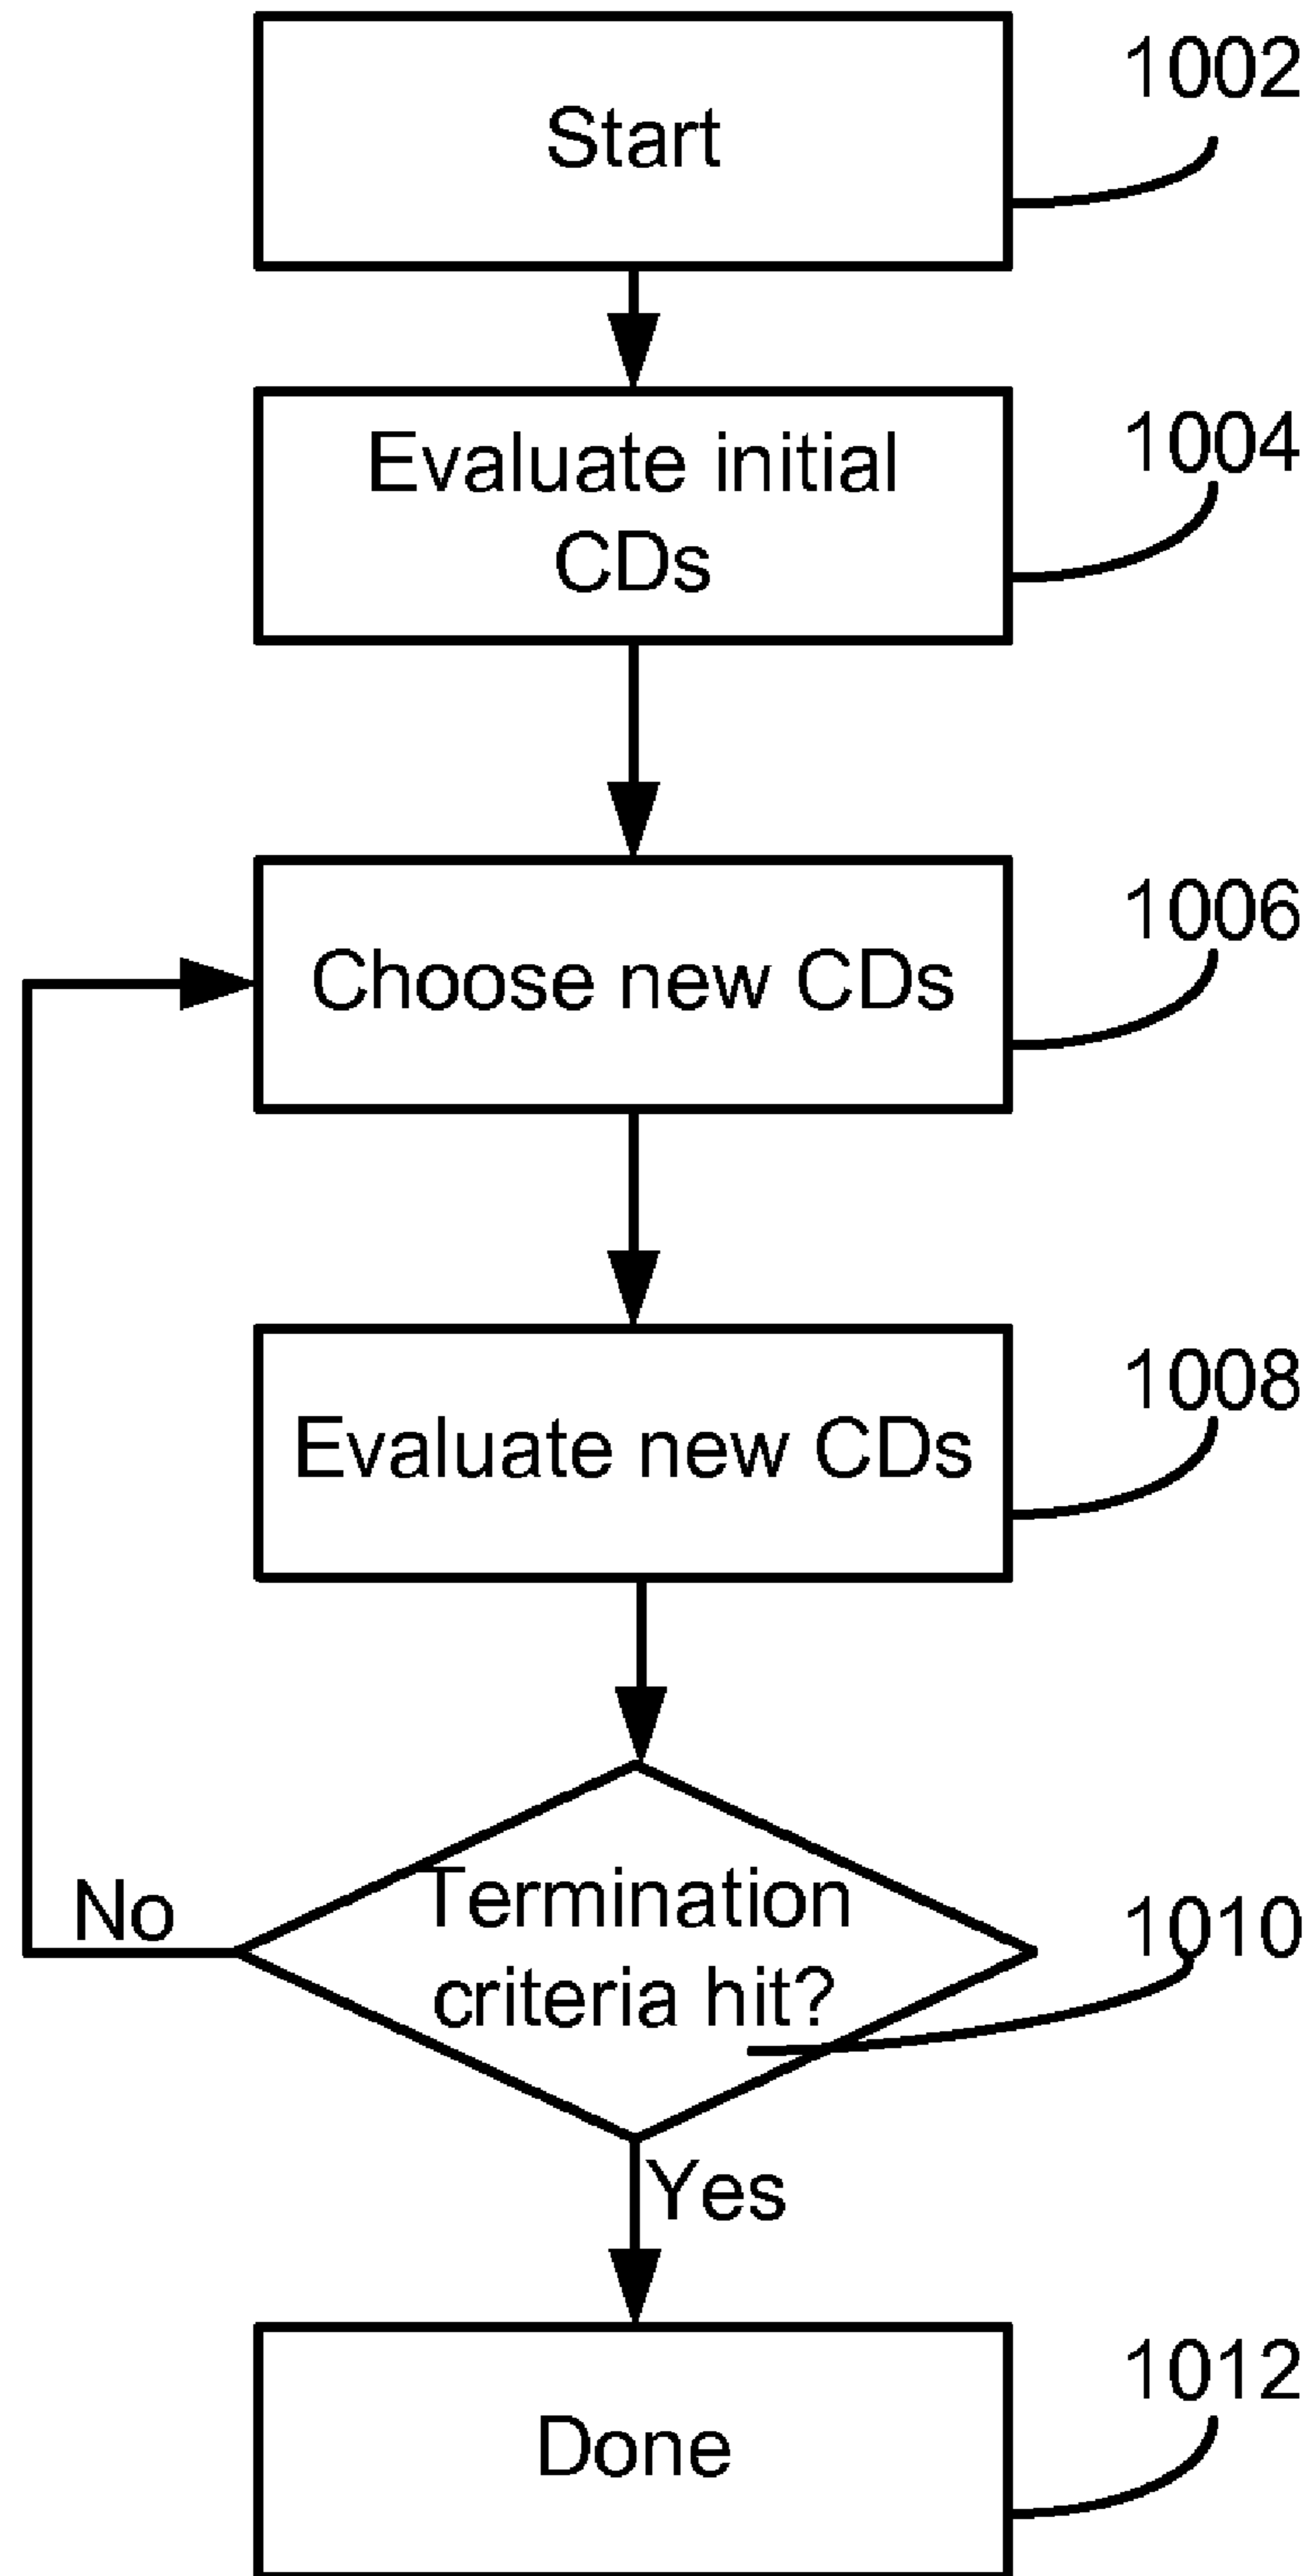 Start
1002
Evaluate initial
CDs
1004
Choose new CDs
1006
Evaluate new CDs
1008
Termination
criteria hit?
No
1010
Yes
Done
1012